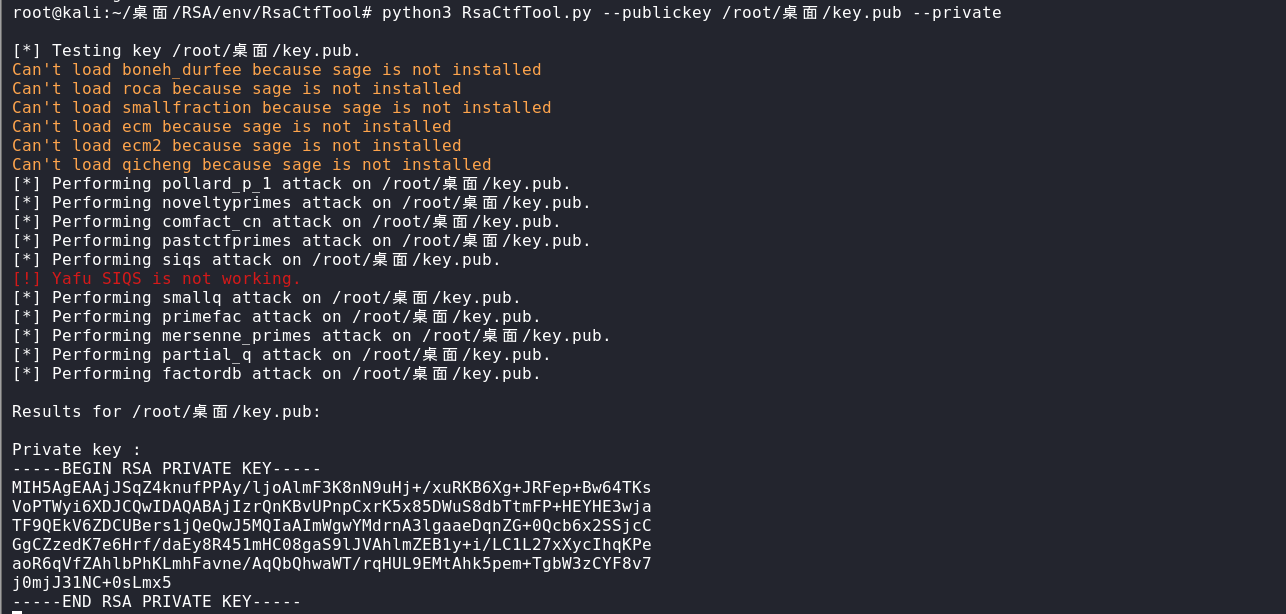 root@kali:~/桌面/RSA/env/RsaCtfTool# python3 RsaCtfTool.py --publickey /root/桌面/key.pub --private
[*] Testing key /root/桌面/key.pub.
Can't load boneh_durfee because sage is not installed
Can't load roca because sage is not installed
Can't load smallfraction because sage is not installed
Can't load ecm because sage is not installed
Can't load ecm2 because sage is not installed
Can't load qicheng because sage is not installed
[*] Performing pollard_p_1 attack on /root/桌面/key.pub.
[*] Performing noveltyprimes attack on /root/桌面/key.pub.
[*] Performing comfact_cn attack on /root/桌面/key.pub.
[*] Performing pastctfprimes attack on /root/桌面/key.pub.
[*] Performing siqs attack on /root/桌面/key.pub.
[!] Yafu SIQS is not working.
[*] Performing smallq attack on /root/桌面/key.pub.
[*] Performing primefac attack on /root/桌面/key.pub.
[*] Performing mersenne_primes attack on /root/桌面/key.pub.
[*] Performing partial_q attack on /root/桌面/key.pub.
[*] Performing factordb attack on /root/桌面/key.pub.
Results for /root/桌面/key.pub:
Private key :
-----BEGIN RSA PRIVATE KEY-----
MIH5AgEAAjJSqZ4knufPPAy/ljoAlmF3K8nN9uHj+/xuRKB6Xg+JRFep+Bw64TKs
VoPTWyi6XDJCQwIDAQABAjIzrQnKBvUPnpCxrK5x85DWuS8dbTtmFP+HEYHE3wja
TF9QEkV6ZDCUBers1jQeQwJ5MQIaAImWgwYMdrnA3lgaaeDqnZG+0Qcb6x2SSjcC
GgCZzedK7e6Hrf/daEy8R451mHC08gaS9lJVAhlmZEB1y+i/LC1L27xXycIhqKPe
aoR6qVfZAhlbPhKLmhFavne/AqQbQhwaWT/rqHUL9EMtAhk5pem+TgbW3zCYF8v7
j0mjJ31NC+0sLmx5
-----END RSA PRIVATE KEY-----